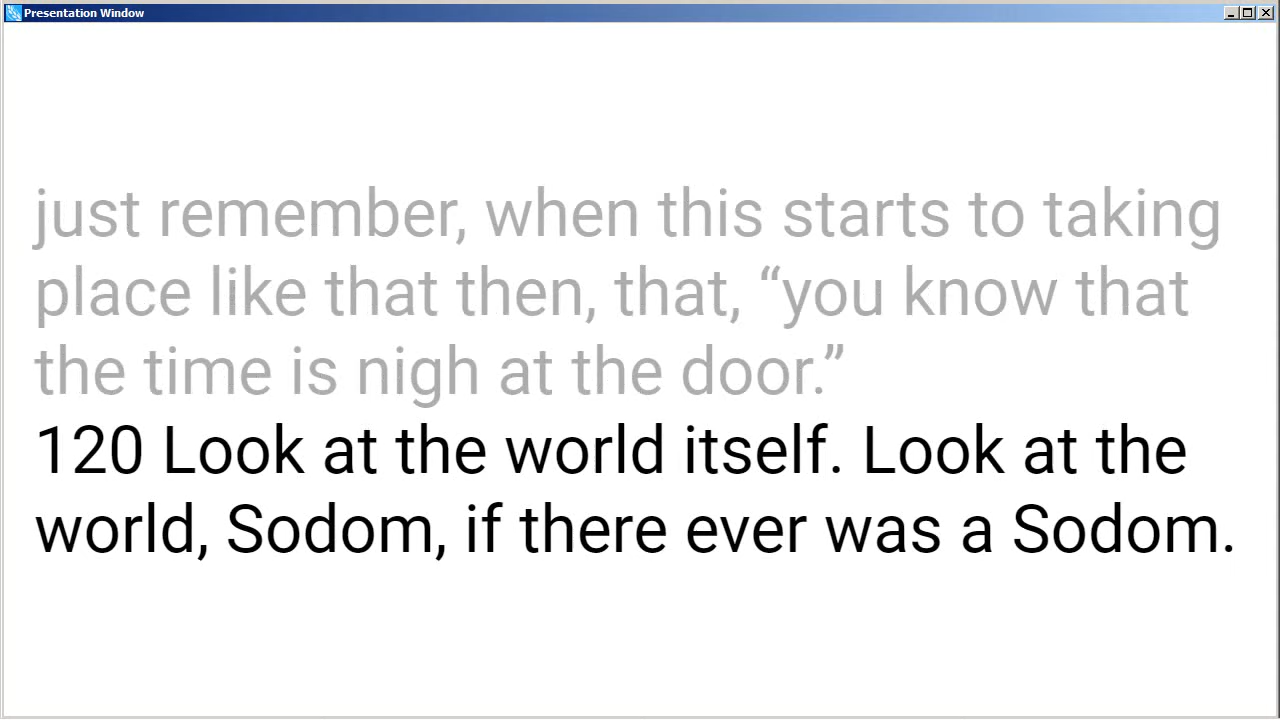 Presentation Window
just remember, when this starts to taking
place like that then, that, “you know that
the time is nigh at the door.”
120 Look at the world itself. Look at the
world, Sodom, if there ever was a Sodom.